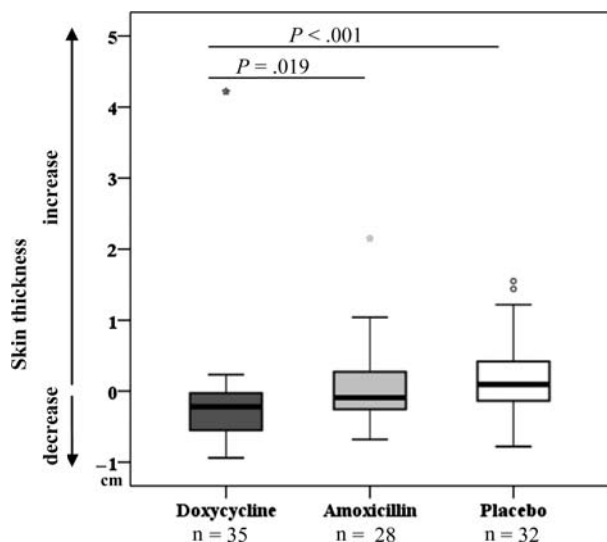 5
P < .001
P = .019
4
3
2
1
0
−1
cm
Skin thickness
increase
decrease
Doxycycline Amoxicillin Placebo
n = 35 n = 28 n = 32